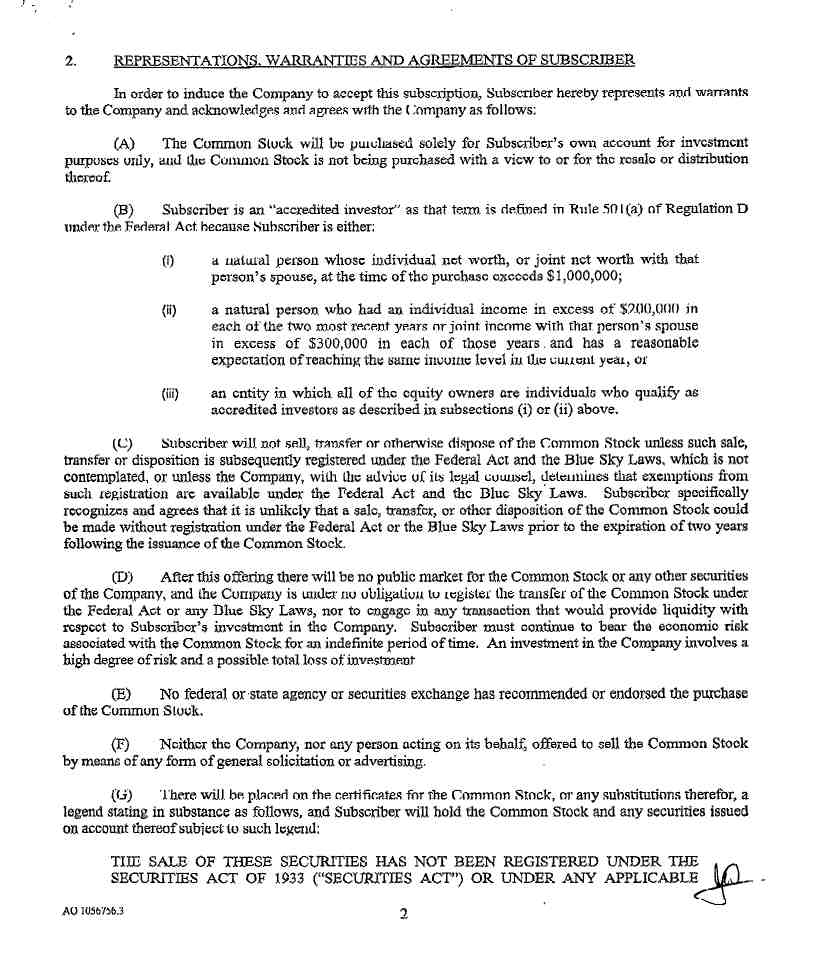 2. REPRESENTATIONS, WARRANTIES AND AGREEMENTS OF SUBSCRIBER
In order to induce the Company to accept this subscription, Subscriber hereby represents and warrants
to the Company and acknowledges and agrees with the Company as follows:
(A) The Common Stock will be purchased solely for Subscriber's own account for investment
purposes only, and the Common Stock is not being purchased with a view to or for the resale or distribution
thereof.
(B) Subscriber is an "accredited investor" as that term is defined in Rule 501(a) of Regulation D
under the Federal Act because Subscriber is either:
(i) a natural person whose individual net worth, or joint net worth with that
person's spouse, at the time of the purchase exceeds $1,000,000;
(ii) a natural person who had an individual income in excess of $200,000 in
each of the two most recent years or joint income with that person's spouse
in excess of $300,000 in each of those years and has a reasonable
expectation of reaching the same income level in the current year, or
(iii) an entity in which all of the equity owners are individuals who qualify as
accredited investors as described in subsections (i) or (ii) above.
(C) Subscriber will not sell, transfer or otherwise dispose of the Common Stock unless such sale,
transfer or disposition is subsequently registered under the Federal Act and the Blue Sky Laws, which is not
contemplated, or unless the Company, with the advice of its legal counsel, determines that exemptions from
such registration are available under the Federal Act and the Blue Sky Laws. Subscriber specifically
recognizes and agrees that it is unlikely that a sale, transfer, or other disposition of the Common Stock could
be made without registration under the Federal Act or the Blue Sky Laws prior to the expiration of two years
following the issuance of the Common Stock.
(D) After this offering there will be no public market for the Common Stock or any other securities
of the Company, and the Company is under no obligation to register the transfer of the Common Stock under
the Federal Act or any Blue Sky Laws, nor to engage in any transaction that would provide liquidity with
respect to Subscriber's investment in the Company. Subscriber must continue to bear the economic risk
associated with the Common Stock for an indefinite period of time. An investment in the Company involves a
high degree of risk and a possible total loss of investment
(E) No federal or state agency or securities exchange has recommended or endorsed the purchase
of the Common Stock.
(F) Neither the Company, nor any person acting on its behalf, offered to sell the Common Stock
by means of any form of general solicitation or advertising.
(G) There will be placed on the certificates for the Common Stock, or any substitutions therefor, a
legend stating in substance as follows, and Subscriber will hold the Common Stock and any securities issued
on account thereof subject to such legend:
THE SALE OF THESE SECURITIES HAS NOT BEEN REGISTERED UNDER THE
SECURITIES ACT OF 1933 ("SECURITIES ACT") OR UNDER ANY APPLICABLE
AO 1056756.3
2